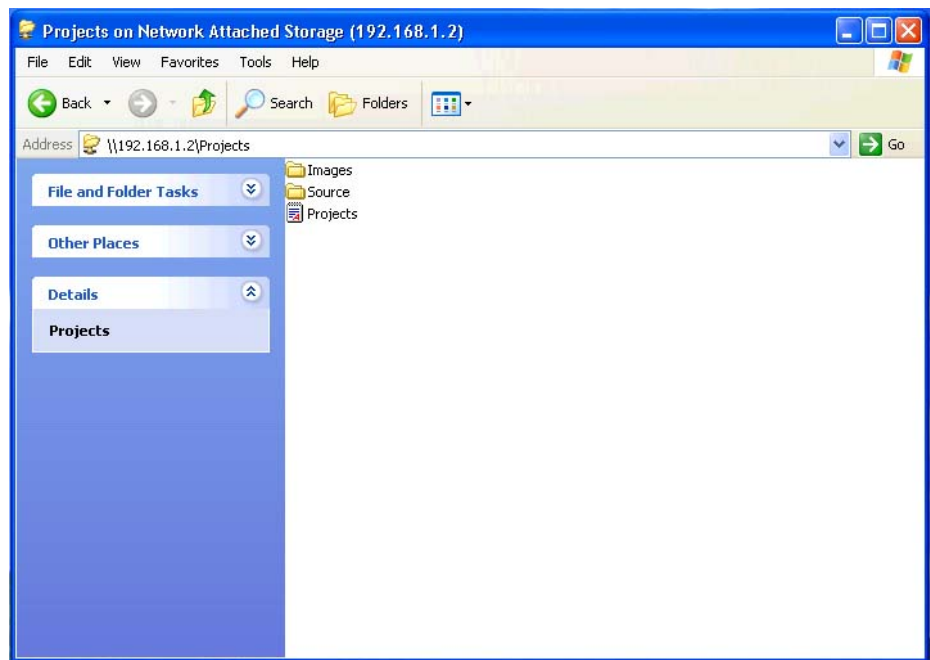 Projects on Network Attached Storage (192.168.1.2)
File Edit View Favorites Tools Help
Back Search Folders
Address \\192.168.1.2\Projects Go
File and Folder Tasks
Other Places
Details
Projects
Images
Source
Projects